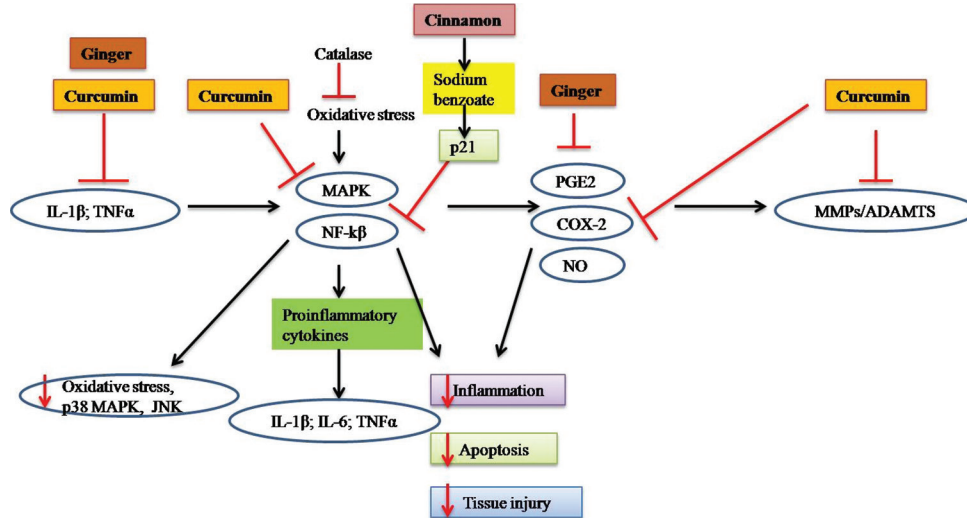 Cinnamon
Ginger
Catalase
Curcumin
Curcumin
Sodium
benzoate
Ginger
Curcumin
Oxidative stress
p21
MAPK
PGE2
IL-1β; TNFα
COX-2
MMPs/ADAMTS
NF-kβ
NO
Proinflammatory
cytokines
Oxidative stress,
p38 MAPK, JNK
Inflammation
IL-1β; IL-6; TNFα
Apoptosis
Tissue injury